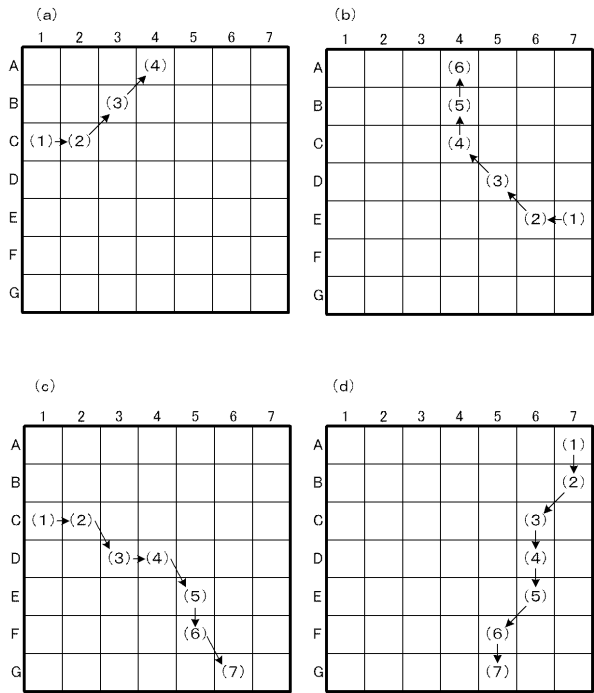 (a)
1 2 3 4 5 6 7
A (4)
B (3)
C (1) (2)
D
E
F
G
(b)
1 2 3 4 5 6 7
A (6)
B (5)
C (4)
D (3)
E (2) (1)
F
G
(c)
1 2 3 4 5 6 7
A
B
C (1) (2)
D (3) (4)
E (5)
F (6)
G (7)
(d)
1 2 3 4 5 6 7
A (1)
B (2)
C (3)
D (4)
E (5)
F (6)
G (7)